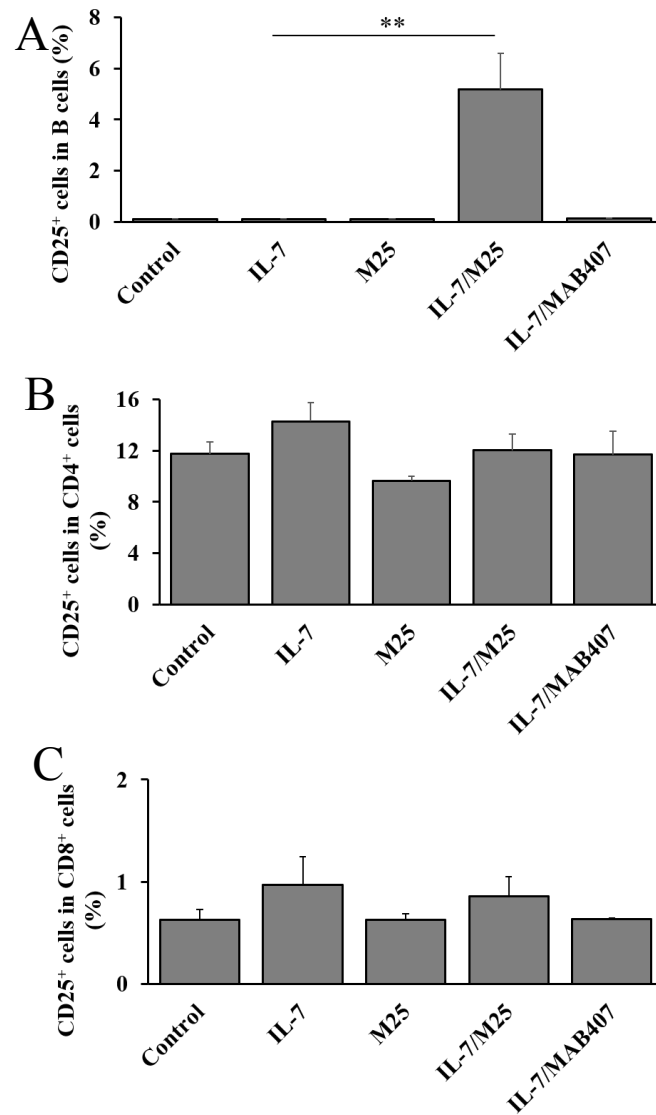 A
CD25⁺ cells in B cells (%)
8
6
4
2
0
**
Control
IL-7
M25
IL-7/M25
IL-7/MAB407
B
CD25⁺ cells in CD4⁺ cells
(%)
16
12
8
4
0
Control
IL-7
M25
IL-7/M25
IL-7/MAB407
C
CD25⁺ cells in CD8⁺ cells
(%)
2
1
0
Control
IL-7
M25
IL-7/M25
IL-7/MAB407